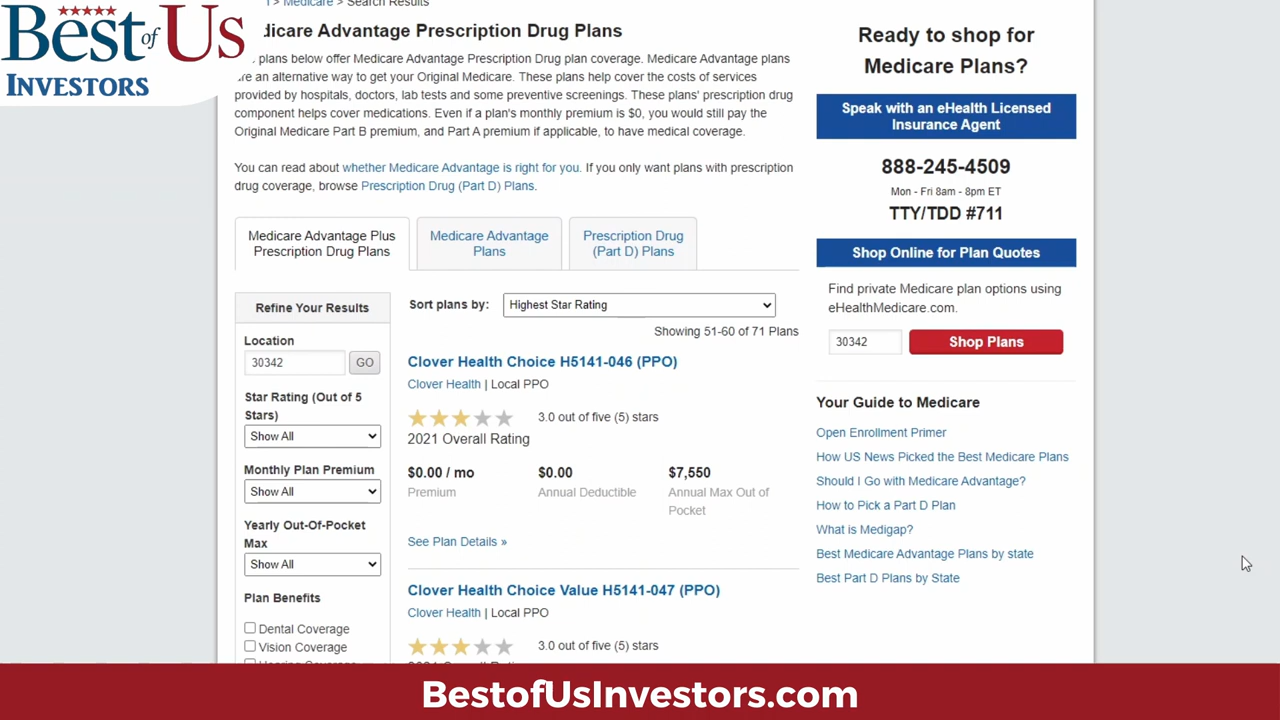 Best of Us
INVESTORS
> Medicare > Search Results
dicare Advantage Prescription Drug Plans
plans below offer Medicare Advantage Prescription Drug plan coverage. Medicare Advantage plans
are an alternative way to get your Original Medicare. These plans help cover the costs of services
provided by hospitals, doctors, lab tests and some preventive screenings. These plans' prescription drug
component helps cover medications. Even if a plan's monthly premium is $0, you would still pay the
Original Medicare Part B premium, and Part A premium if applicable, to have medical coverage.
You can read about whether Medicare Advantage is right for you. If you only want plans with prescription
drug coverage, browse Prescription Drug (Part D) Plans.
Medicare Advantage Plus
Prescription Drug Plans
Medicare Advantage
Plans
Prescription Drug
(Part D) Plans
Refine Your Results
Location
30342
GO
Star Rating (Out of 5
Stars)
Show All
Monthly Plan Premium
Show All
Yearly Out-Of-Pocket
Max
Show All
Plan Benefits
Dental Coverage
Vision Coverage
Sort plans by:
Highest Star Rating
Showing 51-60 of 71 Plans
Clover Health Choice H5141-046 (PPO)
Clover Health | Local PPO
3.0 out of five (5) stars
2021 Overall Rating
$0.00 / mo
Premium
$0.00
Annual Deductible
$7,550
Annual Max Out of
Pocket
See Plan Details »
Clover Health Choice Value H5141-047 (PPO)
Clover Health | Local PPO
3.0 out of five (5) stars
Ready to shop for
Medicare Plans?
Speak with an eHealth Licensed
Insurance Agent
888-245-4509
Mon - Fri 8am - 8pm ET
TTY/TDD #711
Shop Online for Plan Quotes
Find private Medicare plan options using
eHealthMedicare.com.
30342
Shop Plans
Your Guide to Medicare
Open Enrollment Primer
How US News Picked the Best Medicare Plans
Should I Go with Medicare Advantage?
How to Pick a Part D Plan
What is Medigap?
Best Medicare Advantage Plans by state
Best Part D Plans by State
BestofUsInvestors.com